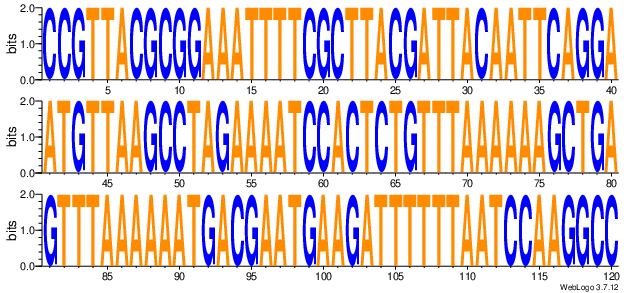 2.0
bits
1.0
0.0
CCGTTACGCGGAAATTTTCGCTTACGATTACAATTCAGGA
5 10 15 20 25 30 35 40
2.0
bits
1.0
0.0
ATGTTAAGCCTAGAAAATCCACTCTGTTTAAAAAAGCTGA
45 50 55 60 65 70 75 80
2.0
bits
1.0
0.0
GTTTAAAAAATGACGAATGAAGATTTTTTAATCCAAGGCC
85 90 95 100 105 110 115 120
WebLogo 3.7.12